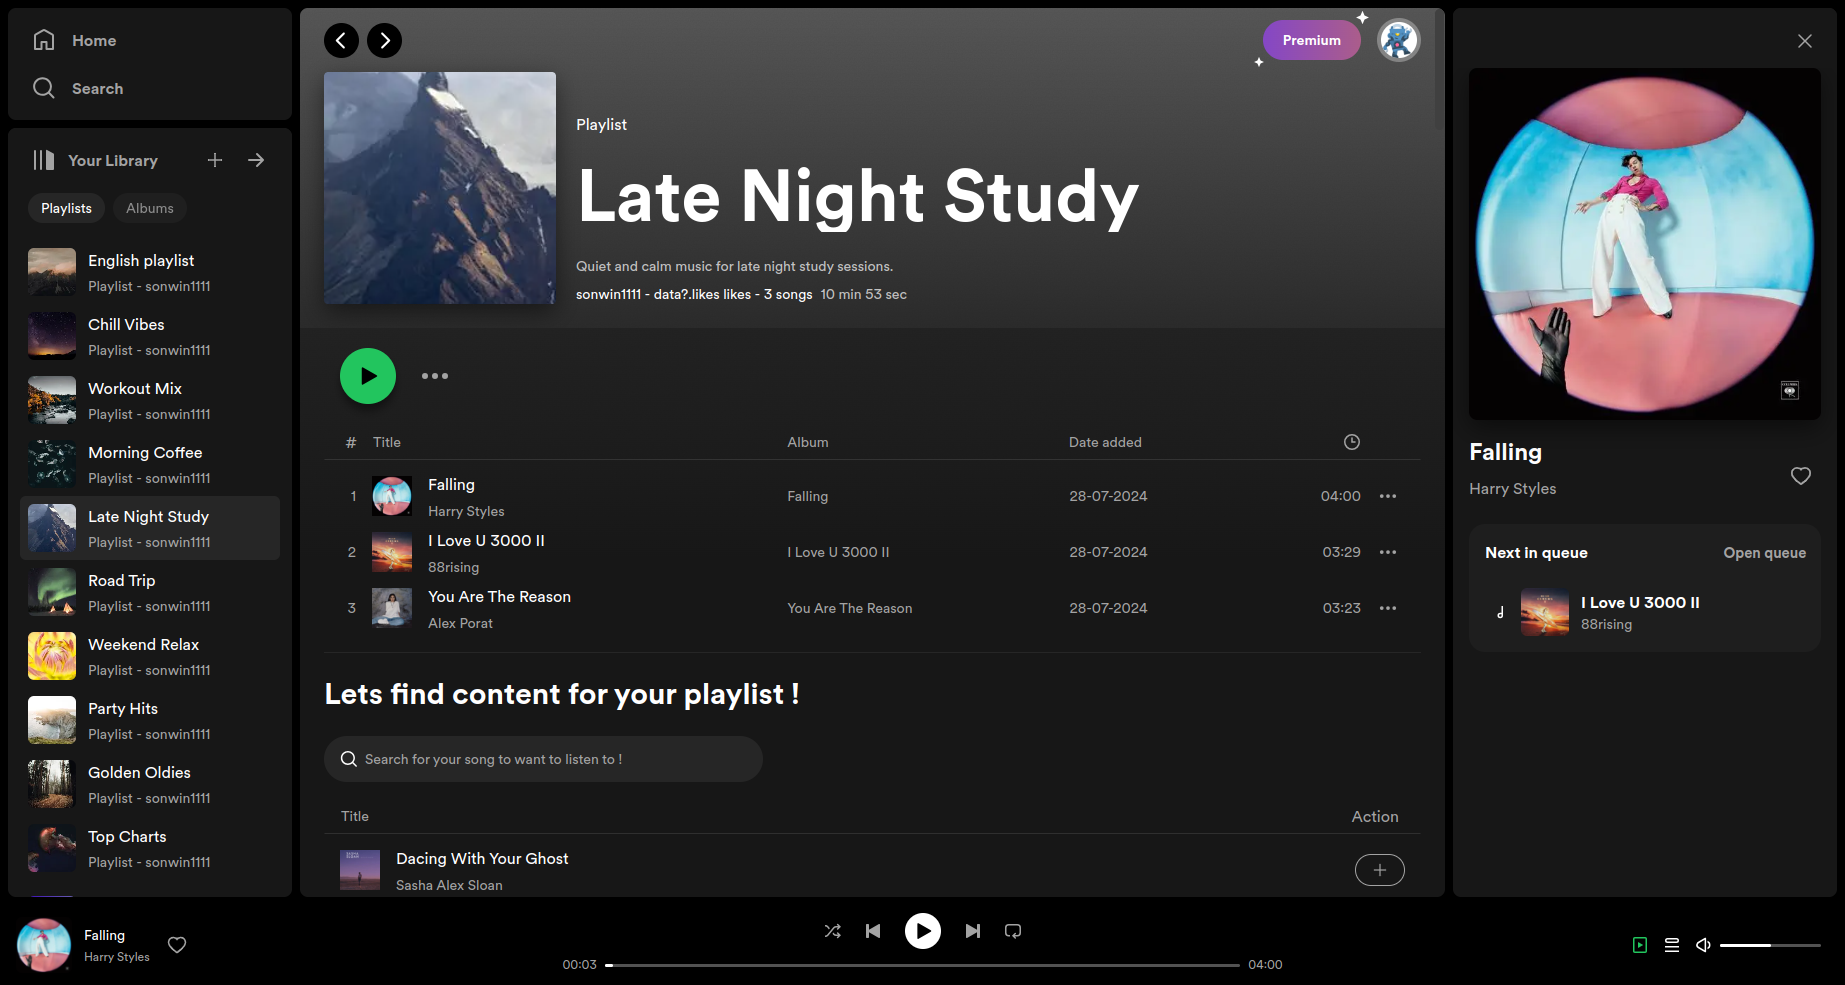 Home
Search
Your Library
Playlists
Albums
English playlist
Playlist - sonwin1111
Chill Vibes
Playlist - sonwin1111
Workout Mix
Playlist - sonwin1111
Morning Coffee
Playlist - sonwin1111
Late Night Study
Playlist - sonwin1111
Road Trip
Playlist - sonwin1111
Weekend Relax
Playlist - sonwin1111
Party Hits
Playlist - sonwin1111
Golden Oldies
Playlist - sonwin1111
Top Charts
Playlist - sonwin1111
Premium
Playlist
Late Night Study
Quiet and calm music for late night study sessions.
sonwin1111 - data?.likes likes - 3 songs 10 min 53 sec
# Title Album Date added
1 Falling Falling 28-07-2024 04:00
Harry Styles
2 I Love U 3000 II I Love U 3000 II 28-07-2024 03:29
88rising
3 You Are The Reason You Are The Reason 28-07-2024 03:23
Alex Porat
Lets find content for your playlist !
Search for your song to want to listen to !
Title Action
Dacing With Your Ghost
Sasha Alex Sloan
Falling
Harry Styles
Next in queue Open queue
I Love U 3000 II
88rising
Falling
Harry Styles
00:03 04:00